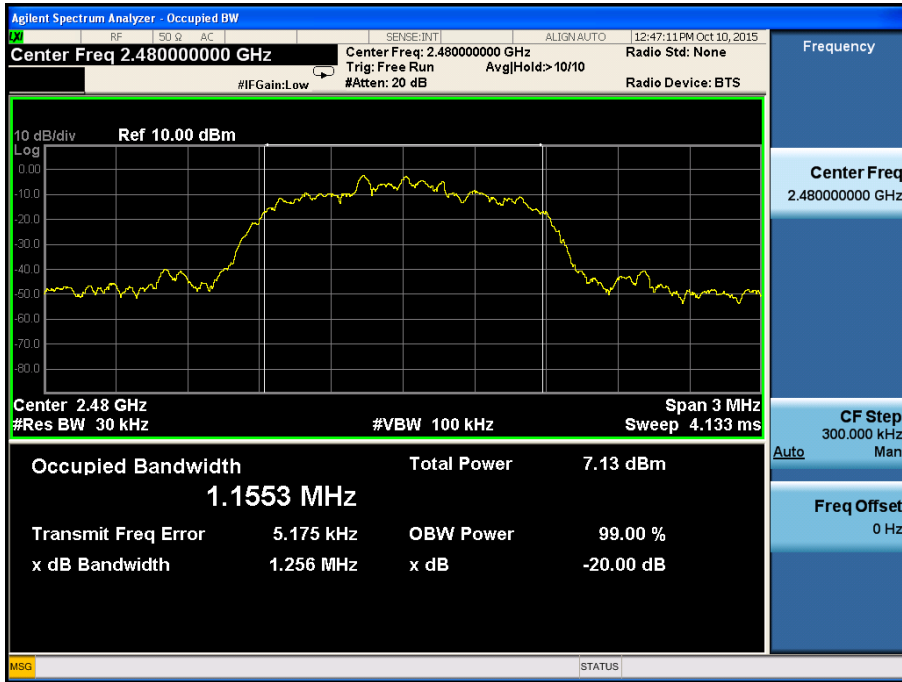 Agilent Spectrum Analyzer - Occupied BW
LXI RF 50 Ω AC SENSE:INT ALIGN AUTO 12:47:11 PM Oct 10, 2015
Center Freq 2.480000000 GHz
Center Freq: 2.480000000 GHz
Radio Std: None
Trig: Free Run Avg|Hold:>10/10
#IFGain:Low
#Atten: 20 dB
Radio Device: BTS
10 dB/div Ref 10.00 dBm
Log
0.00
-10.0
-20.0
-30.0
-40.0
-50.0
-60.0
-70.0
-80.0
Center 2.48 GHz Span 3 MHz
#Res BW 30 kHz #VBW 100 kHz Sweep 4.133 ms
Occupied Bandwidth Total Power 7.13 dBm
1.1553 MHz
Transmit Freq Error 5.175 kHz OBW Power 99.00 %
x dB Bandwidth 1.256 MHz x dB -20.00 dB
MSG STATUS
Frequency
Center Freq
2.480000000 GHz
CF Step
300.000 kHz
Auto Man
Freq Offset
0 Hz